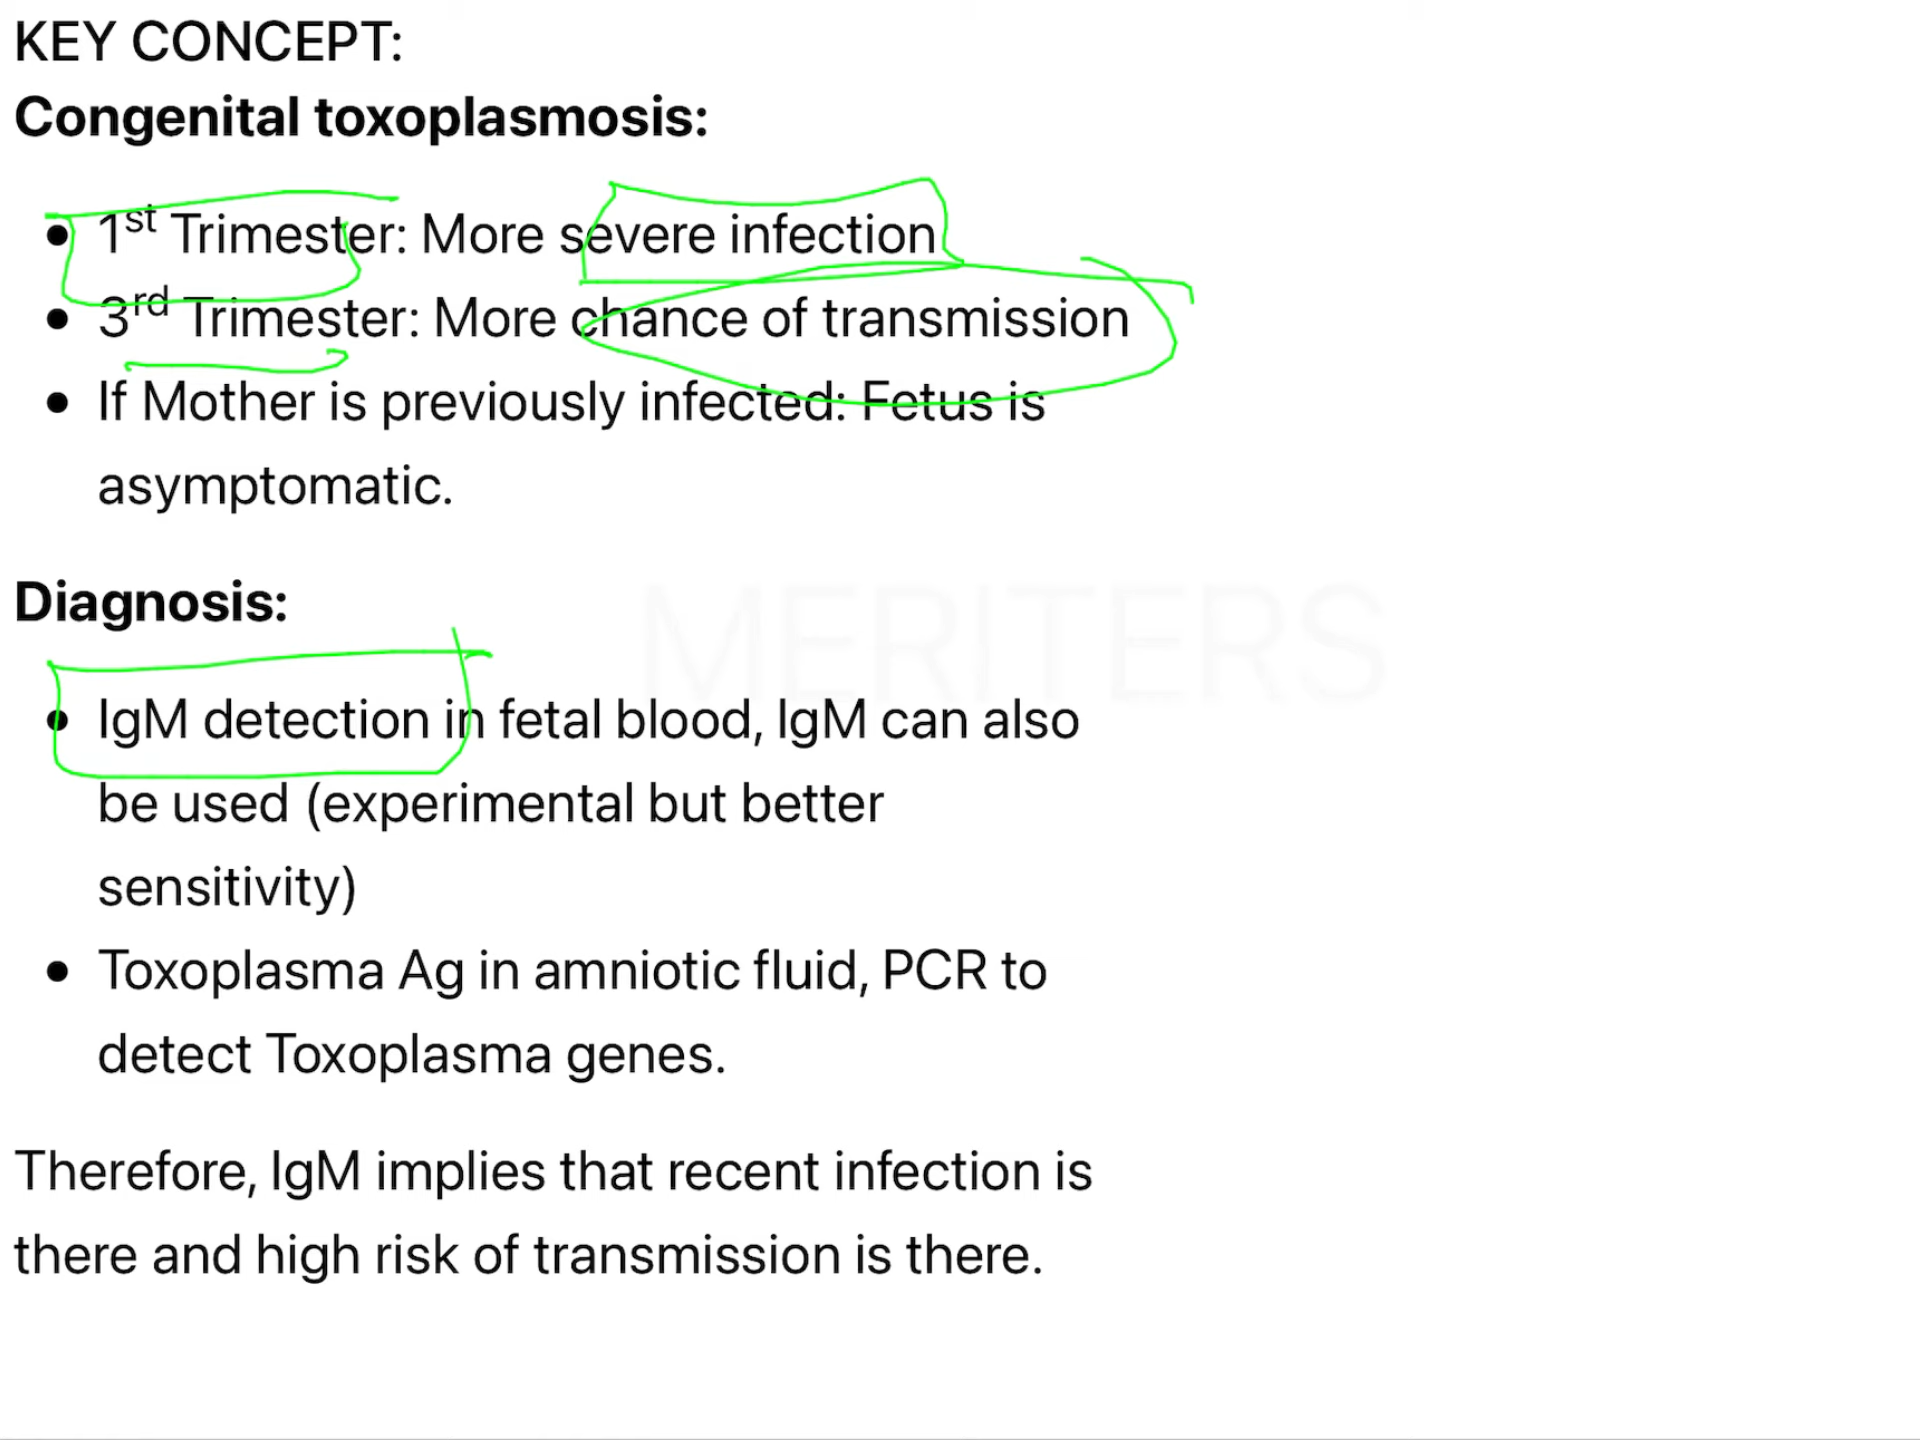 KEY CONCEPT:
Congenital toxoplasmosis:
• 1st Trimester: More severe infection
• 3rd Trimester: More chance of transmission
• If Mother is previously infected: Fetus is
asymptomatic.
Diagnosis:
MERITERS
• IgM detection in fetal blood, IgM can also
be used (experimental but better
sensitivity)
• Toxoplasma Ag in amniotic fluid, PCR to
detect Toxoplasma genes.
Therefore, IgM implies that recent infection is
there and high risk of transmission is there.